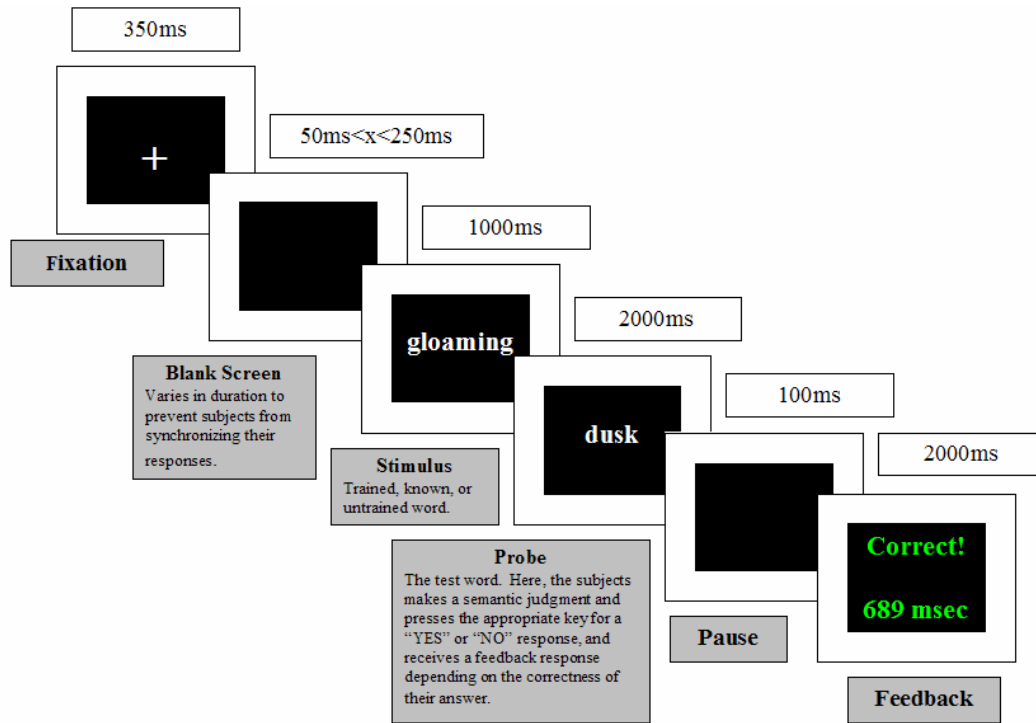 350ms
+
Fixation
50ms<x<250ms
Blank Screen
Varies in duration to
prevent subjects from
synchronizing their
responses.
1000ms
gloaming
Stimulus
Trained, known, or
untrained word.
2000ms
dusk
Probe
The test word.  Here, the subjects
makes a semantic judgment and
presses the appropriate key for a
“YES” or “NO” response, and
receives a feedback response
depending on the correctness of
their answer.
100ms
Pause
2000ms
Correct!
689 msec
Feedback